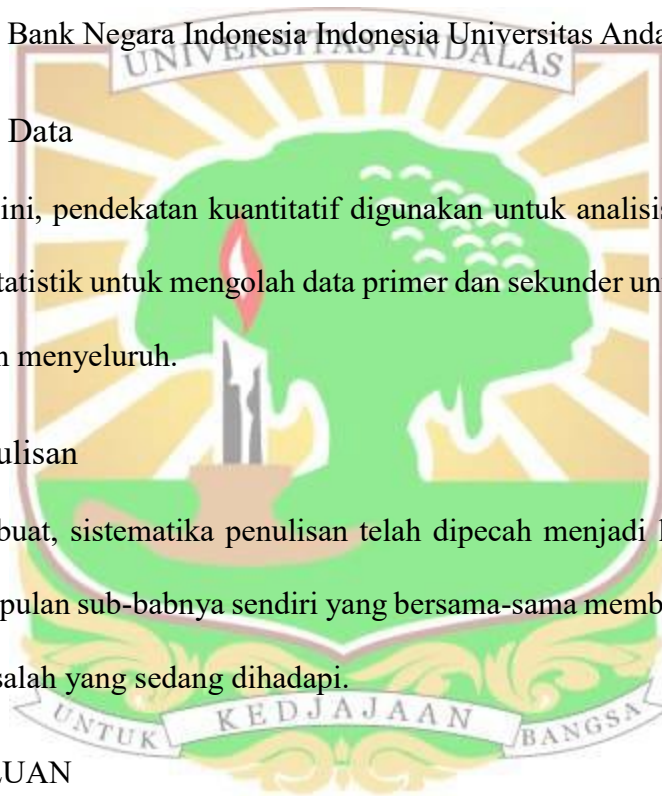 Bank Negara Indonesia Indonesia Universitas Anda
UNIVERSITAS ANDALAS
Data
ini, pendekatan kuantitatif digunakan untuk analisis
tatistik untuk mengolah data primer dan sekunder un
menyeluruh.
ulisan
buat, sistematika penulisan telah dipecah menjadi
pulan sub-babnya sendiri yang bersama-sama memb
salah yang sedang dihadapi.
UNTUK KEDJAJAAN BANGSA
LUAN